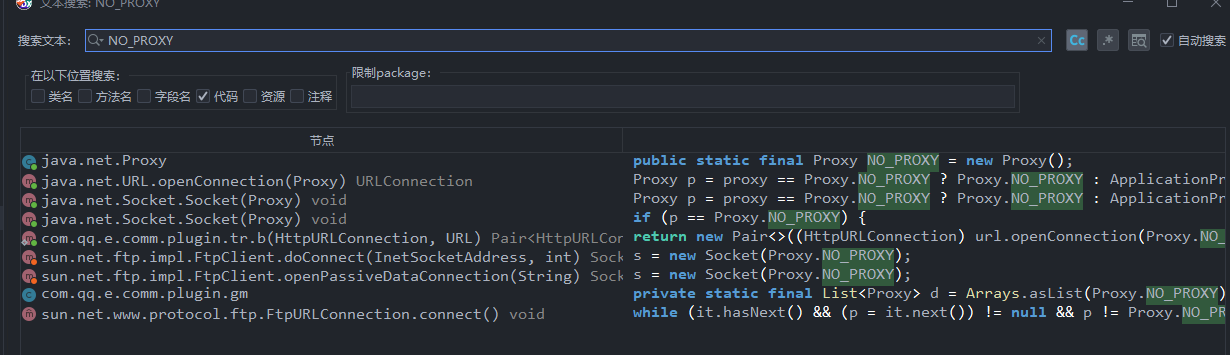 文本搜索: NO_PROXY
搜索文本: NO_PROXY Cc .* 自动搜索
在以下位置搜索: 限制package:
类名 方法名 字段名 代码 资源 注释
节点
java.net.Proxy public static final Proxy NO_PROXY = new Proxy();
java.net.URL.openConnection(Proxy) URLConnection Proxy p = proxy == Proxy.NO_PROXY ? Proxy.NO_PROXY : ApplicationPr
java.net.Socket.Socket(Proxy) void Proxy p = proxy == Proxy.NO_PROXY ? Proxy.NO_PROXY : ApplicationPr
java.net.Socket.Socket(Proxy) void if (p == Proxy.NO_PROXY) {
com.qq.e.comm.plugin.tr.b(HttpURLConnection, URL) Pair<HttpURLCon return new Pair<>((HttpURLConnection) url.openConnection(Proxy.NO_
sun.net.ftp.impl.FtpClient.doConnect(InetSocketAddress, int) Sock s = new Socket(Proxy.NO_PROXY);
sun.net.ftp.impl.FtpClient.openPassiveDataConnection(String) Sock s = new Socket(Proxy.NO_PROXY);
com.qq.e.comm.plugin.gm private static final List<Proxy> d = Arrays.asList(Proxy.NO_PROXY)
sun.net.www.protocol.ftp.FtpURLConnection.connect() void while (it.hasNext() && (p = it.next()) != null && p != Proxy.NO_PR